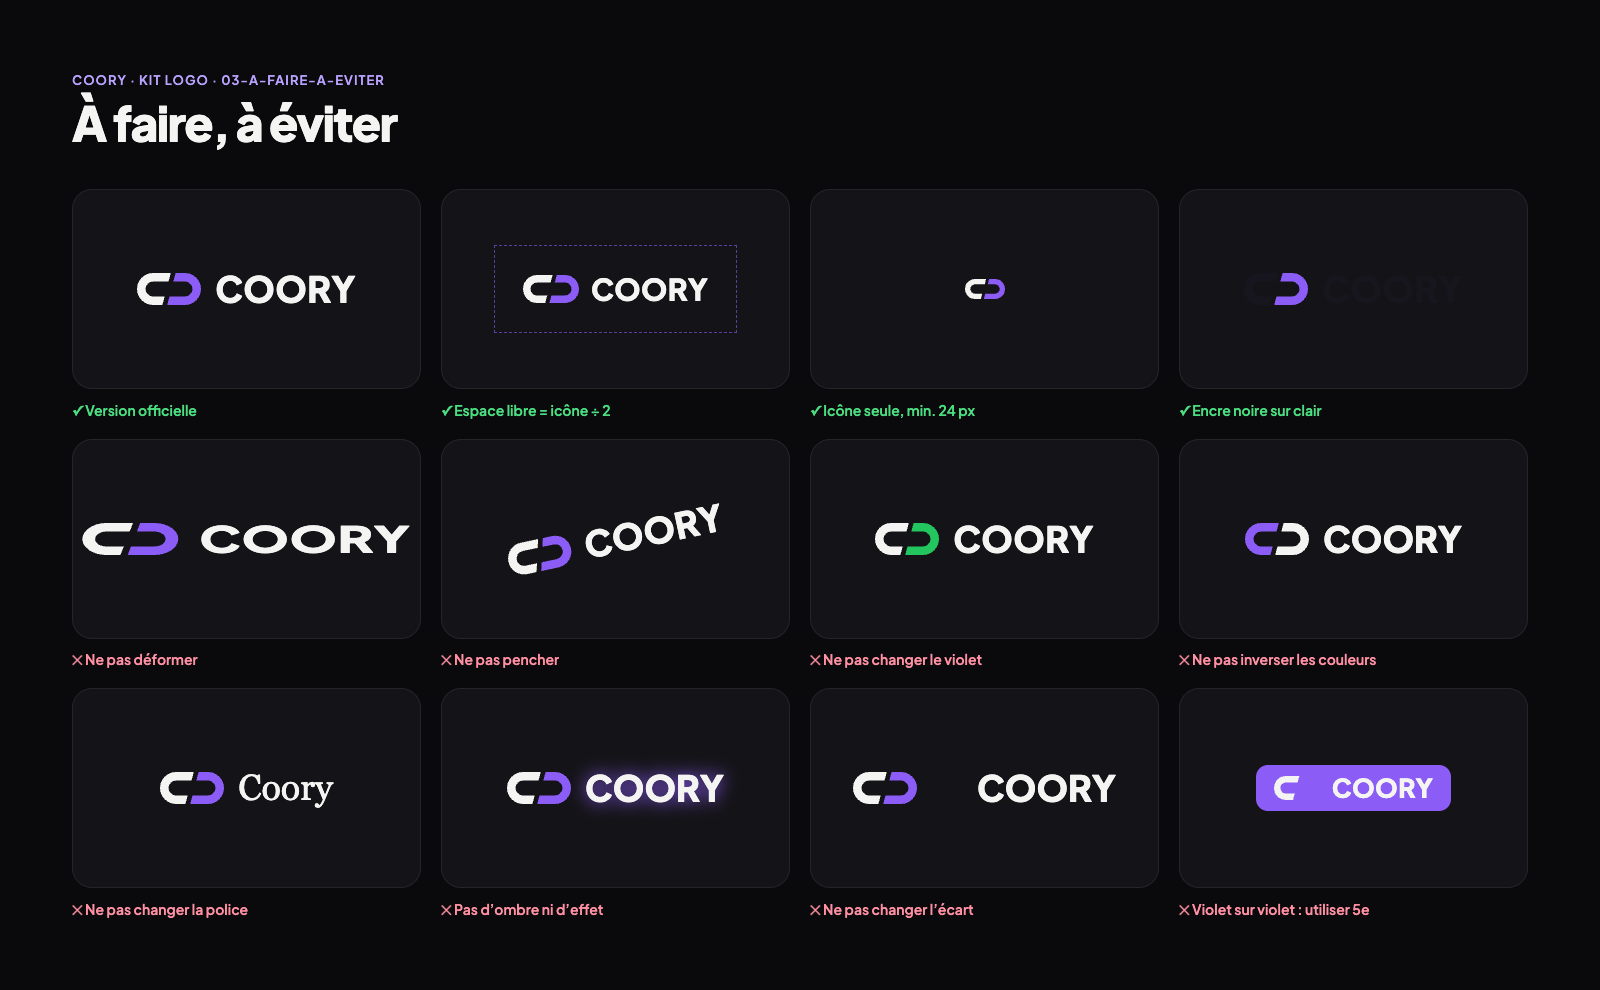 COORY · KIT LOGO · 03-A-FAIRE-A-EVITER
À faire, à éviter
COORY
COORY
COORY
✓Version officielle
✓Espace libre = icône ÷ 2
✓Icône seule, min. 24 px
✓Encre noire sur clair
COORY
COORY
COORY
COORY
×Ne pas déformer
×Ne pas pencher
×Ne pas changer le violet
×Ne pas inverser les couleurs
Coory
COORY
COORY
COORY
×Ne pas changer la police
×Pas d’ombre ni d’effet
×Ne pas changer l’écart
×Violet sur violet : utiliser 5e